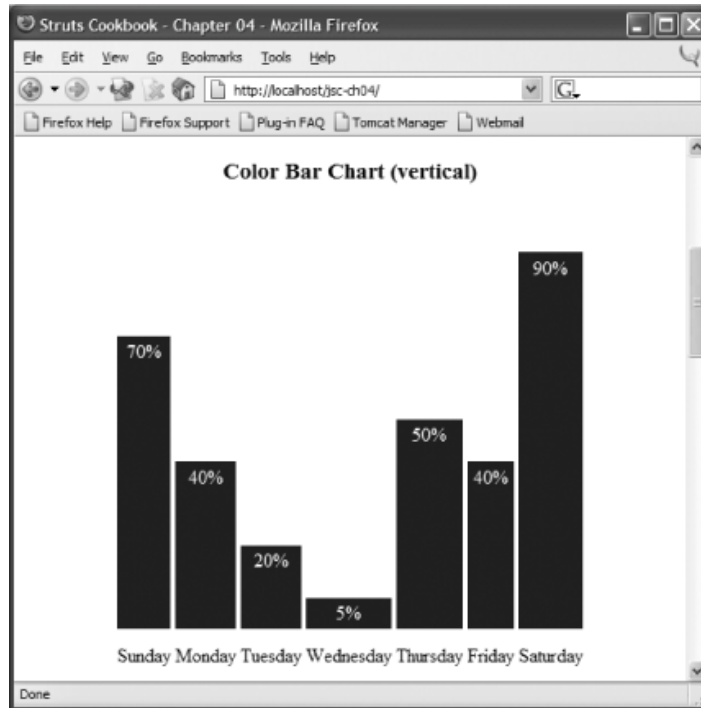 Struts Cookbook - Chapter 04 - Mozilla Firefox
File Edit View Go Bookmarks Tools Help
http://localhost/jsc-ch04/ G
Firefox Help Firefox Support Plug-in FAQ Tomcat Manager Webmail
Color Bar Chart (vertical)
90%
70%
50%
40% 40%
20%
5%
Sunday Monday Tuesday Wednesday Thursday Friday Saturday
Done